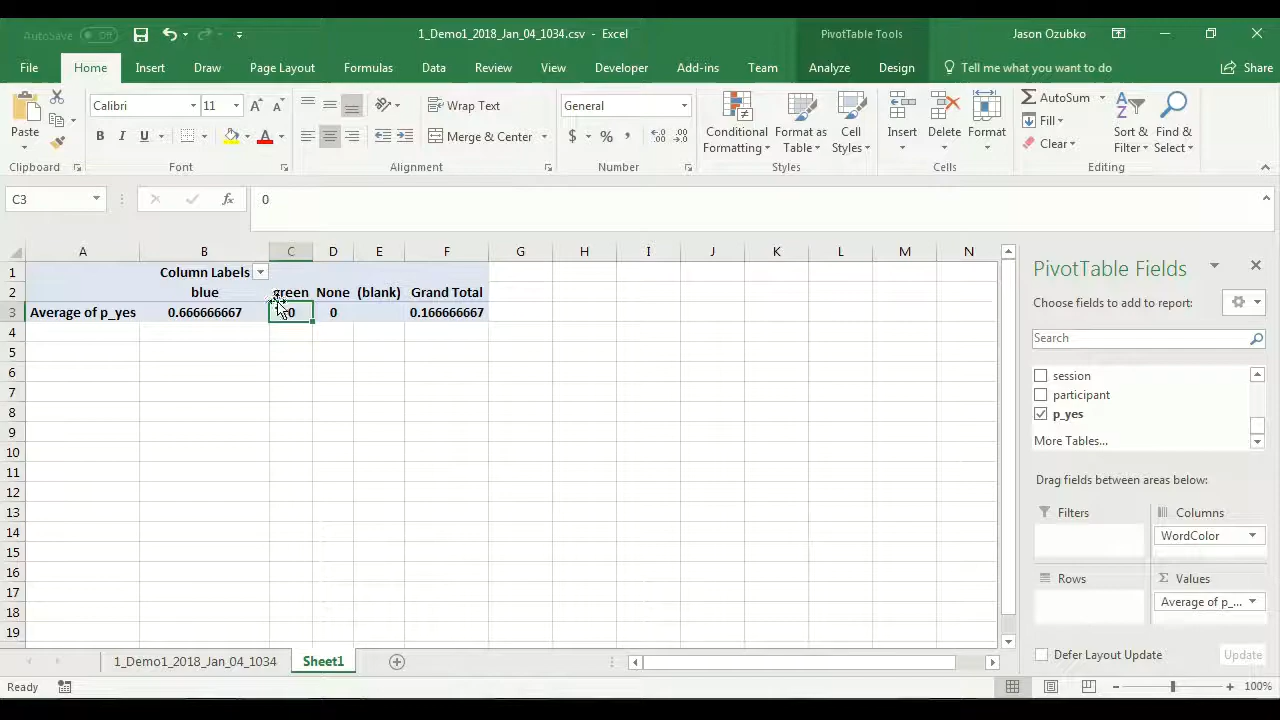 AutoSave Off 1_Demo1_2018_Jan_04_1034.csv - Excel PivotTable Tools Jason Ozubko
File Home Insert Draw Page Layout Formulas Data Review View Developer Add-ins Team Analyze Design Tell me what you want to do Share
Paste
Calibri 11
B I U A
Wrap Text
Merge & Center
General
$ % ,
Conditional Formatting
Format as Table
Cell Styles
Insert
Delete
Format
AutoSum
Fill
Clear
Sort & Filter
Find & Select
Clipboard Font Alignment Number Styles Cells Editing
C3 fx 0
A B C D E F G H I J K L M N
1 Column Labels
2 blue green None (blank) Grand Total
3 Average of p_yes 0.666666667 0 0 0.166666667
4
5
6
7
8
9
10
11
12
13
14
15
16
17
18
19
PivotTable Fields
Choose fields to add to report:
Search
session
participant
p_yes
More Tables...
Drag fields between areas below:
Filters
Columns
WordColor
Rows
Σ Values
Average of p_...
Defer Layout Update Update
1_Demo1_2018_Jan_04_1034 Sheet1
Ready 100%